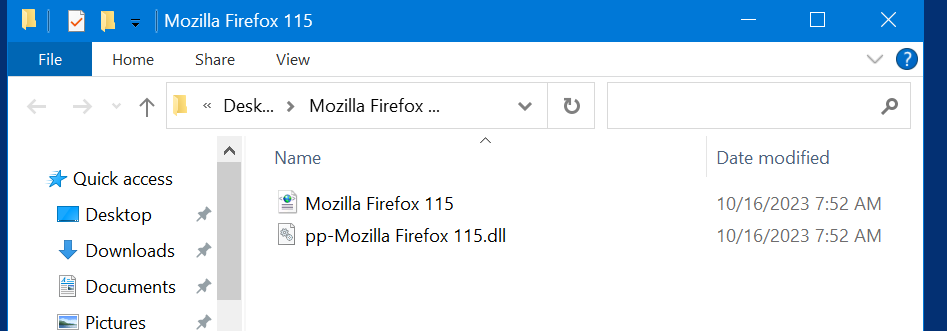 Mozilla Firefox 115
File Home Share View
« Desk... Mozilla Firefox ...
Name Date modified
Quick access
Mozilla Firefox 115 10/16/2023 7:52 AM
Desktop
pp-Mozilla Firefox 115.dll 10/16/2023 7:52 AM
Downloads
Documents
Pictures